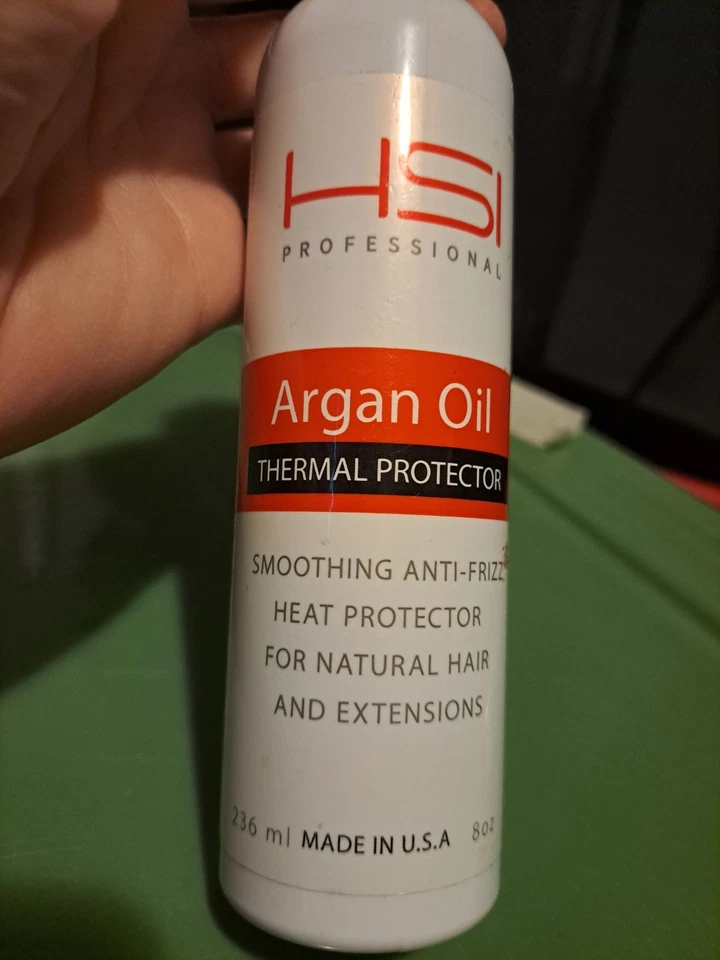 HSI
PROFESSIONAL
Argan Oil
THERMAL PROTECTOR
SMOOTHING ANTI-FRIZZ
HEAT PROTECTOR
FOR NATURAL HAIR
AND EXTENSIONS
236 ml MADE IN U.S.A 8oz